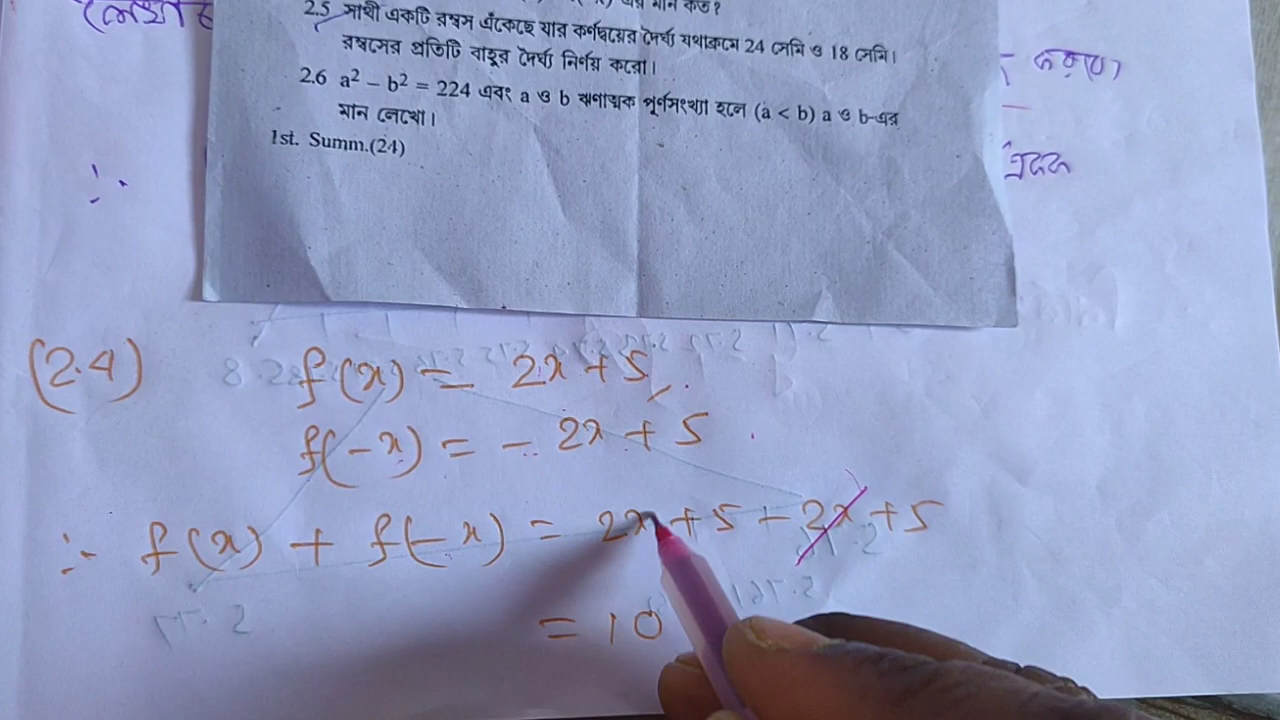 মান কত?
2.5 সাথী একটি রম্বস এঁকেছে যার কর্ণদ্বয়ের দৈর্ঘ্য যথাক্রমে 24 সেমি ও 18 সেমি।
রম্বসের প্রতিটি বাহুর দৈর্ঘ্য নির্ণয় করো।
2.6 a² – b² = 224 এবং a ও b ঋণাত্মক পূর্ণসংখ্যা হলে (a < b) a ও b-এর
মান লেখো।
1st. Summ.(24)
∴
(2.4) f(x) = 2x + 5
f(-x) = - 2x + 5
∴ f(x) + f(-x) = 2x + 5 - 2x + 5
= 10